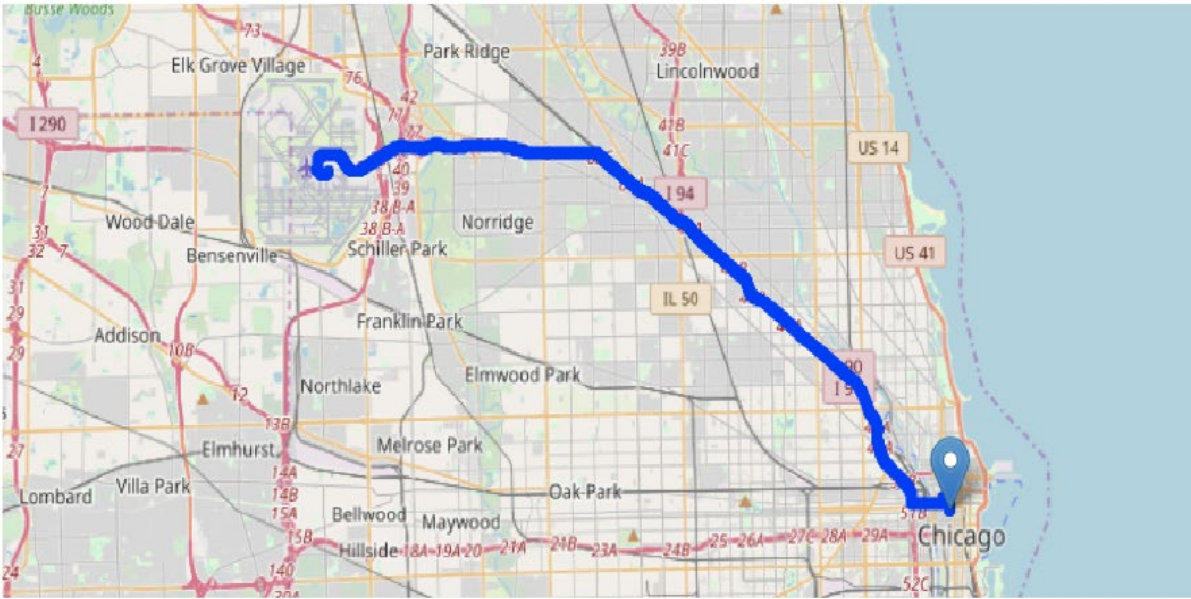 Busse Woods
73
Park Ridge
39B
4
Elk Grove Village
76
Lincolnwood
42
I 290
41B
41C
US 14
40
39
I 94
7
38 B-A
Wood Dale
38 B-A
Norridge
31
32
7
Schiller Park
US 41
Bensenville
31
IL 50
29
Franklin Park
Addison
29
10B
90
Elmwood Park
12
Northlake
I 9
13B
27
Elmhurst
Melrose Park
14A
Villa Park
Oak Park
Lombard
14B
15A
Bellwood
Maywood
51B
Chicago
15B
Hillside
18A
19A
20
21A
21B
23A
24B
25
26A
27C
28A
29A
24
140
52C
20A